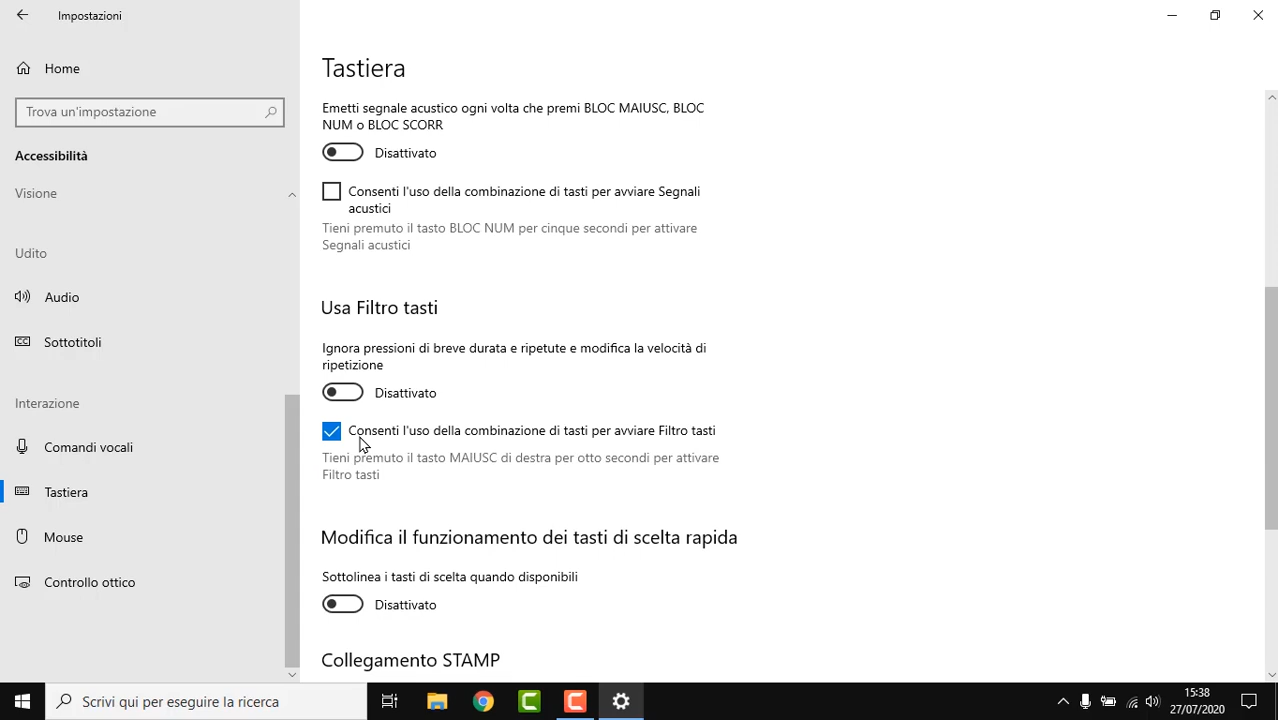 Impostazioni
Home
Trova un'impostazione
Accessibilità
Visione
Udito
Audio
Sottotitoli
Interazione
Comandi vocali
Tastiera
Mouse
Controllo ottico
Tastiera
Emetti segnale acustico ogni volta che premi BLOC MAIUSC, BLOC
NUM o BLOC SCORR
Disattivato
Consenti l'uso della combinazione di tasti per avviare Segnali
acustici
Tieni premuto il tasto BLOC NUM per cinque secondi per attivare
Segnali acustici
Usa Filtro tasti
Ignora pressioni di breve durata e ripetute e modifica la velocità di
ripetizione
Disattivato
Consenti l'uso della combinazione di tasti per avviare Filtro tasti
Tieni premuto il tasto MAIUSC di destra per otto secondi per attivare
Filtro tasti
Modifica il funzionamento dei tasti di scelta rapida
Sottolinea i tasti di scelta quando disponibili
Disattivato
Collegamento STAMP
Scrivi qui per eseguire la ricerca
15:38
27/07/2020